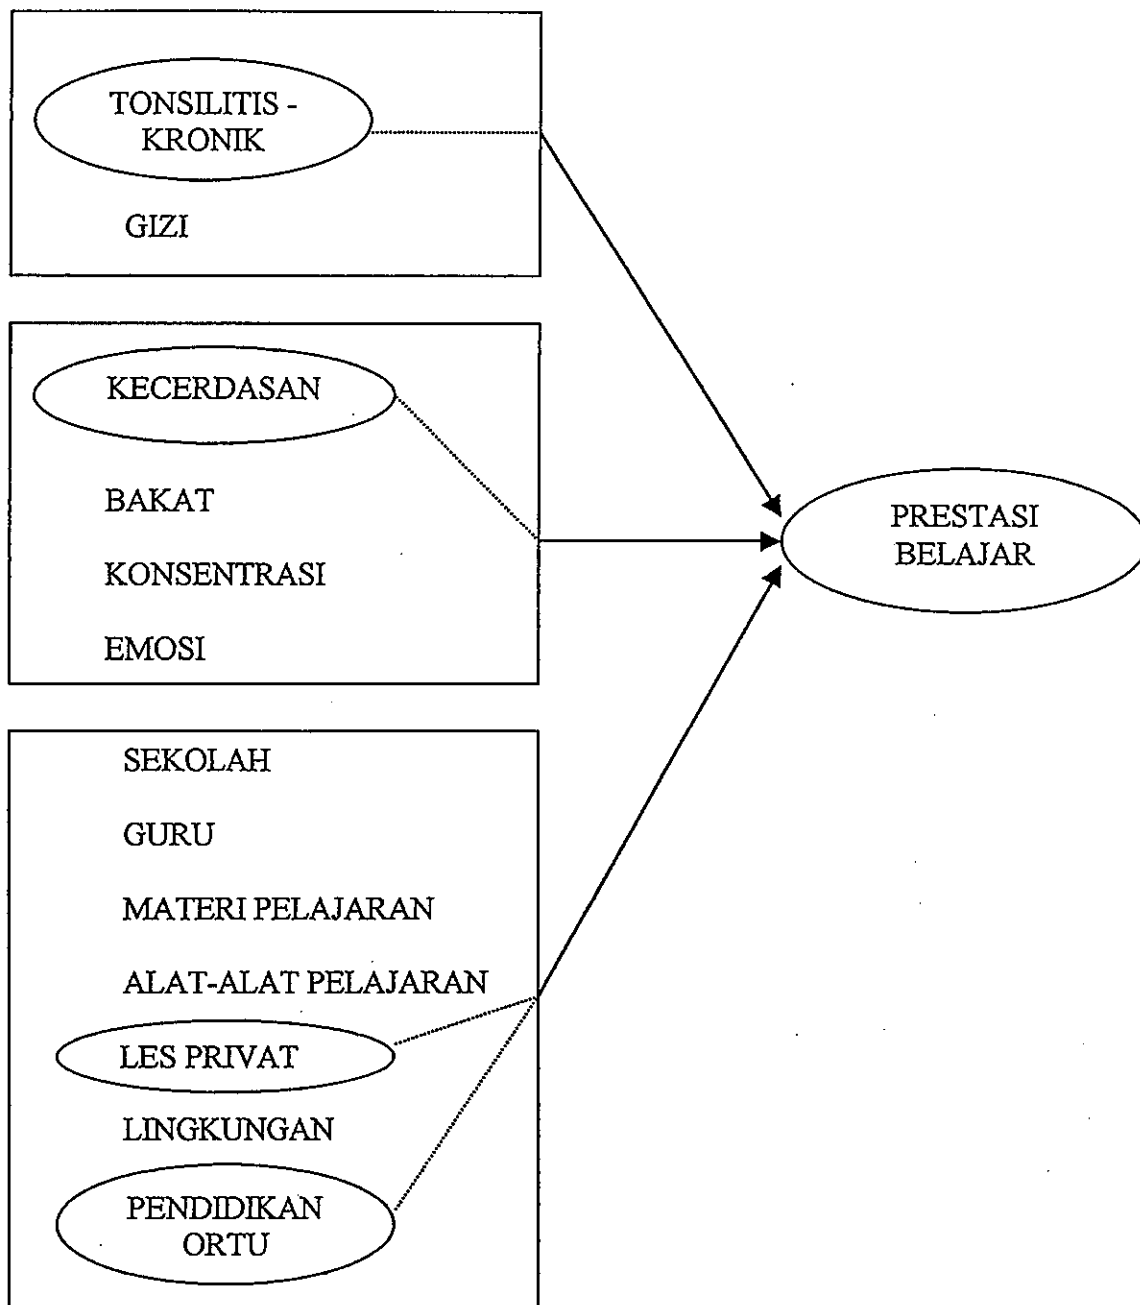 TONSILITIS -
KRONIK
GIZI
KECERDASAN
BAKAT
KONSENTRASI
EMOSI
PRESTASI
BELAJAR
SEKOLAH
GURU
MATERI PELAJARAN
ALAT-ALAT PELAJARAN
LES PRIVAT
LINGKUNGAN
PENDIDIKAN
ORTU